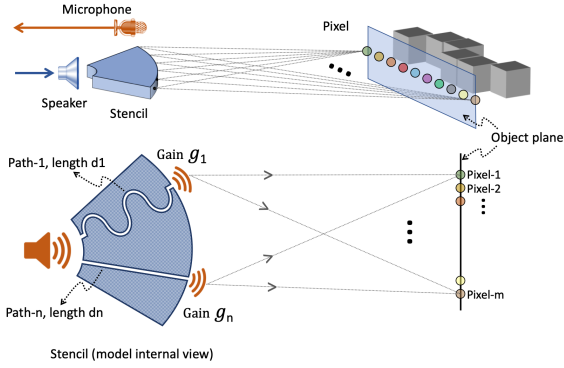 Microphone
Pixel
Speaker
Stencil
Object plane
Gain g1
Path-1, length d1
Pixel-1
Pixel-2
Pixel-m
Path-n, length dn
Gain gn
Stencil (model internal view)